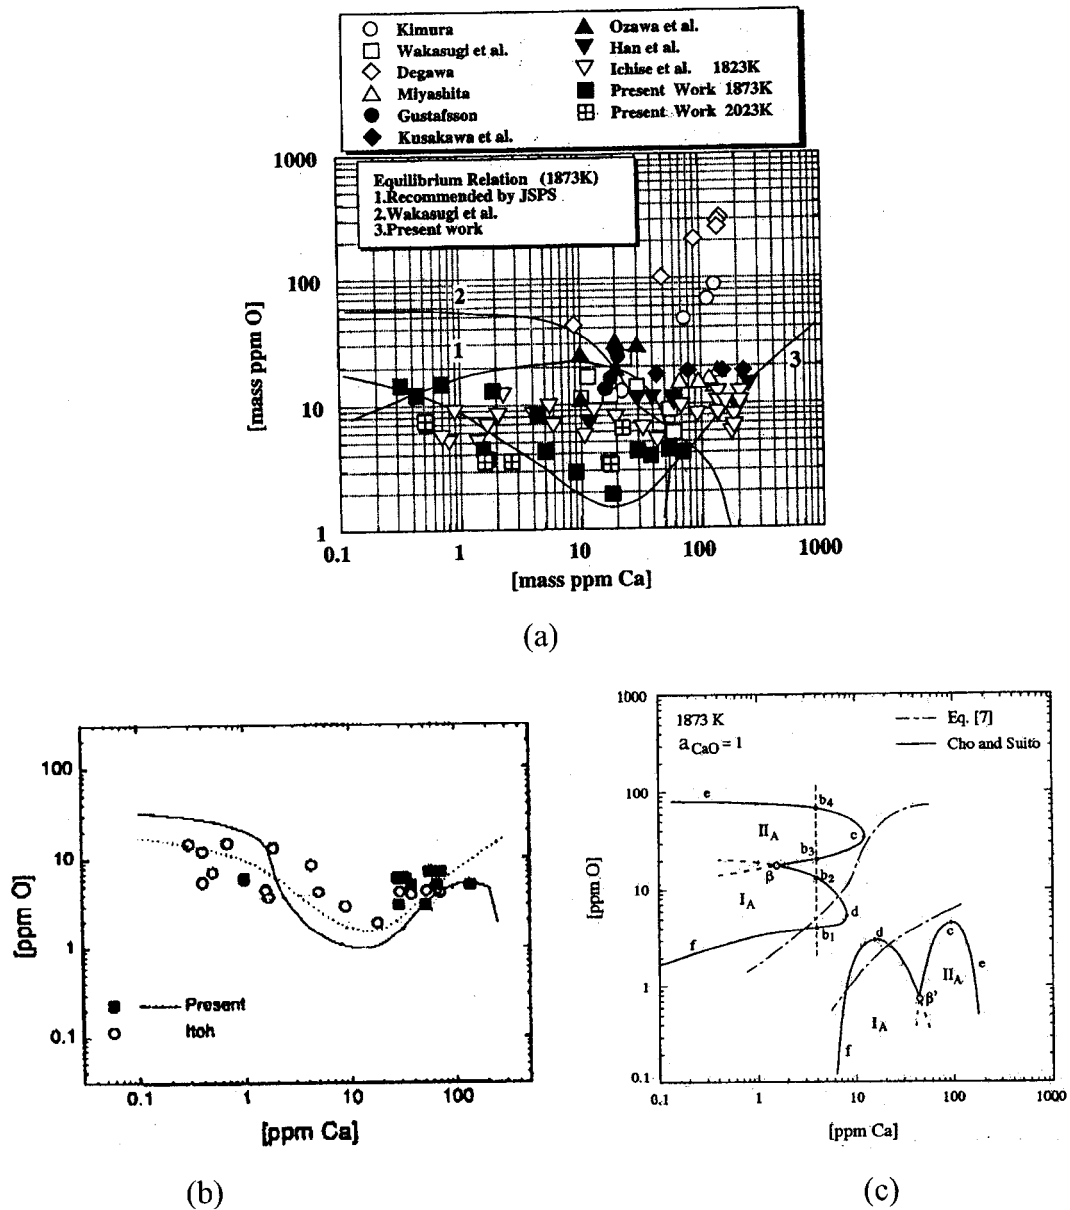 Kimura
Wakasugi et al.
Degawa
Miyashita
Gustafsson
Kusakawa et al.
Ozawa et al.
Han et al.
Ichise et al. 1823K
Present Work 1873K
Present Work 2023K
Equilibrium Relation (1873K)
1.Recommended by JSPS
2.Wakasugi et al.
3.Present work
1000
100
10
1
[mass ppm O]
2
1
3
0.1
1
10
100
1000
[mass ppm Ca]
(a)
100
10
1
0.1
[ppm O]
Present
Itoh
0.1
1
10
100
[ppm Ca]
(b)
1000
100
10
1
0.1
[ppm O]
1873 K
aCaO = 1
Eq. [7]
Cho and Suito
e
b4
IIA
c
b3
β
b2
IA
d
b1
f
d
c
e
IIA
β'
IA
f
0.1
1
10
100
1000
[ppm Ca]
(c)